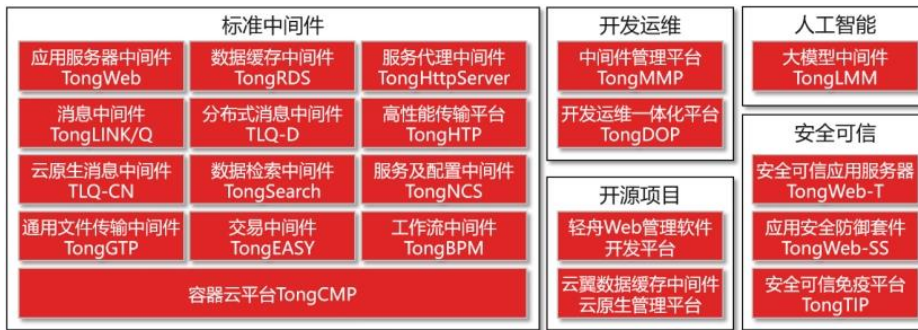 标准中间件
应用服务器中间件
TongWeb
数据缓存中间件
TongRDS
服务代理中间件
TongHttpServer
消息中间件
TongLINK/Q
分布式消息中间件
TLQ-D
高性能传输平台
TongHTP
云原生消息中间件
TLQ-CN
数据检索中间件
TongSearch
服务及配置中间件
TongNCS
通用文件传输中间件
TongGTP
交易中间件
TongEASY
工作流中间件
TongBPM
容器云平台TongCMP
开发运维
中间件管理平台
TongMMP
开发运维一体化平台
TongDOP
开源项目
轻舟Web管理软件
开发平台
云翼数据缓存中间件
云原生管理平台
人工智能
大模型中间件
TongLMM
安全可信
安全可信应用服务器
TongWeb-T
应用安全防御套件
TongWeb-SS
安全可信免疫平台
TongTIP